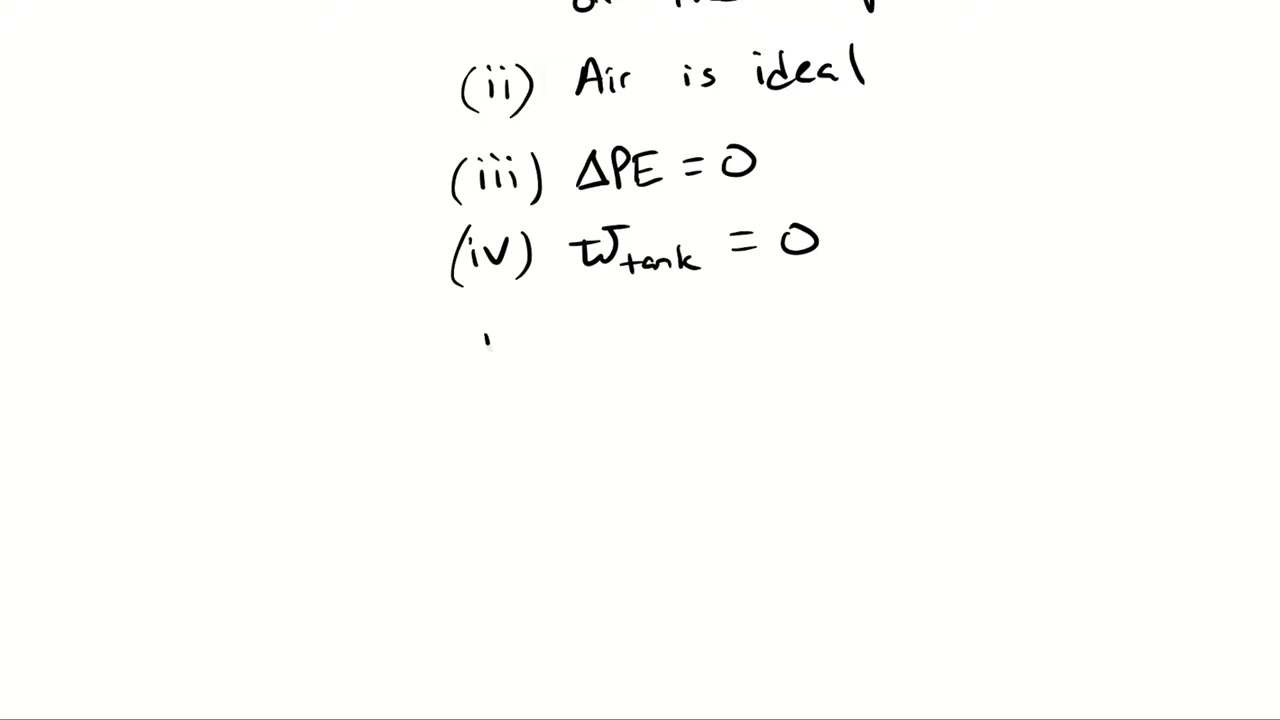 (ii) Air is ideal
(iii) ΔPE = 0
(iv) W_tank = 0